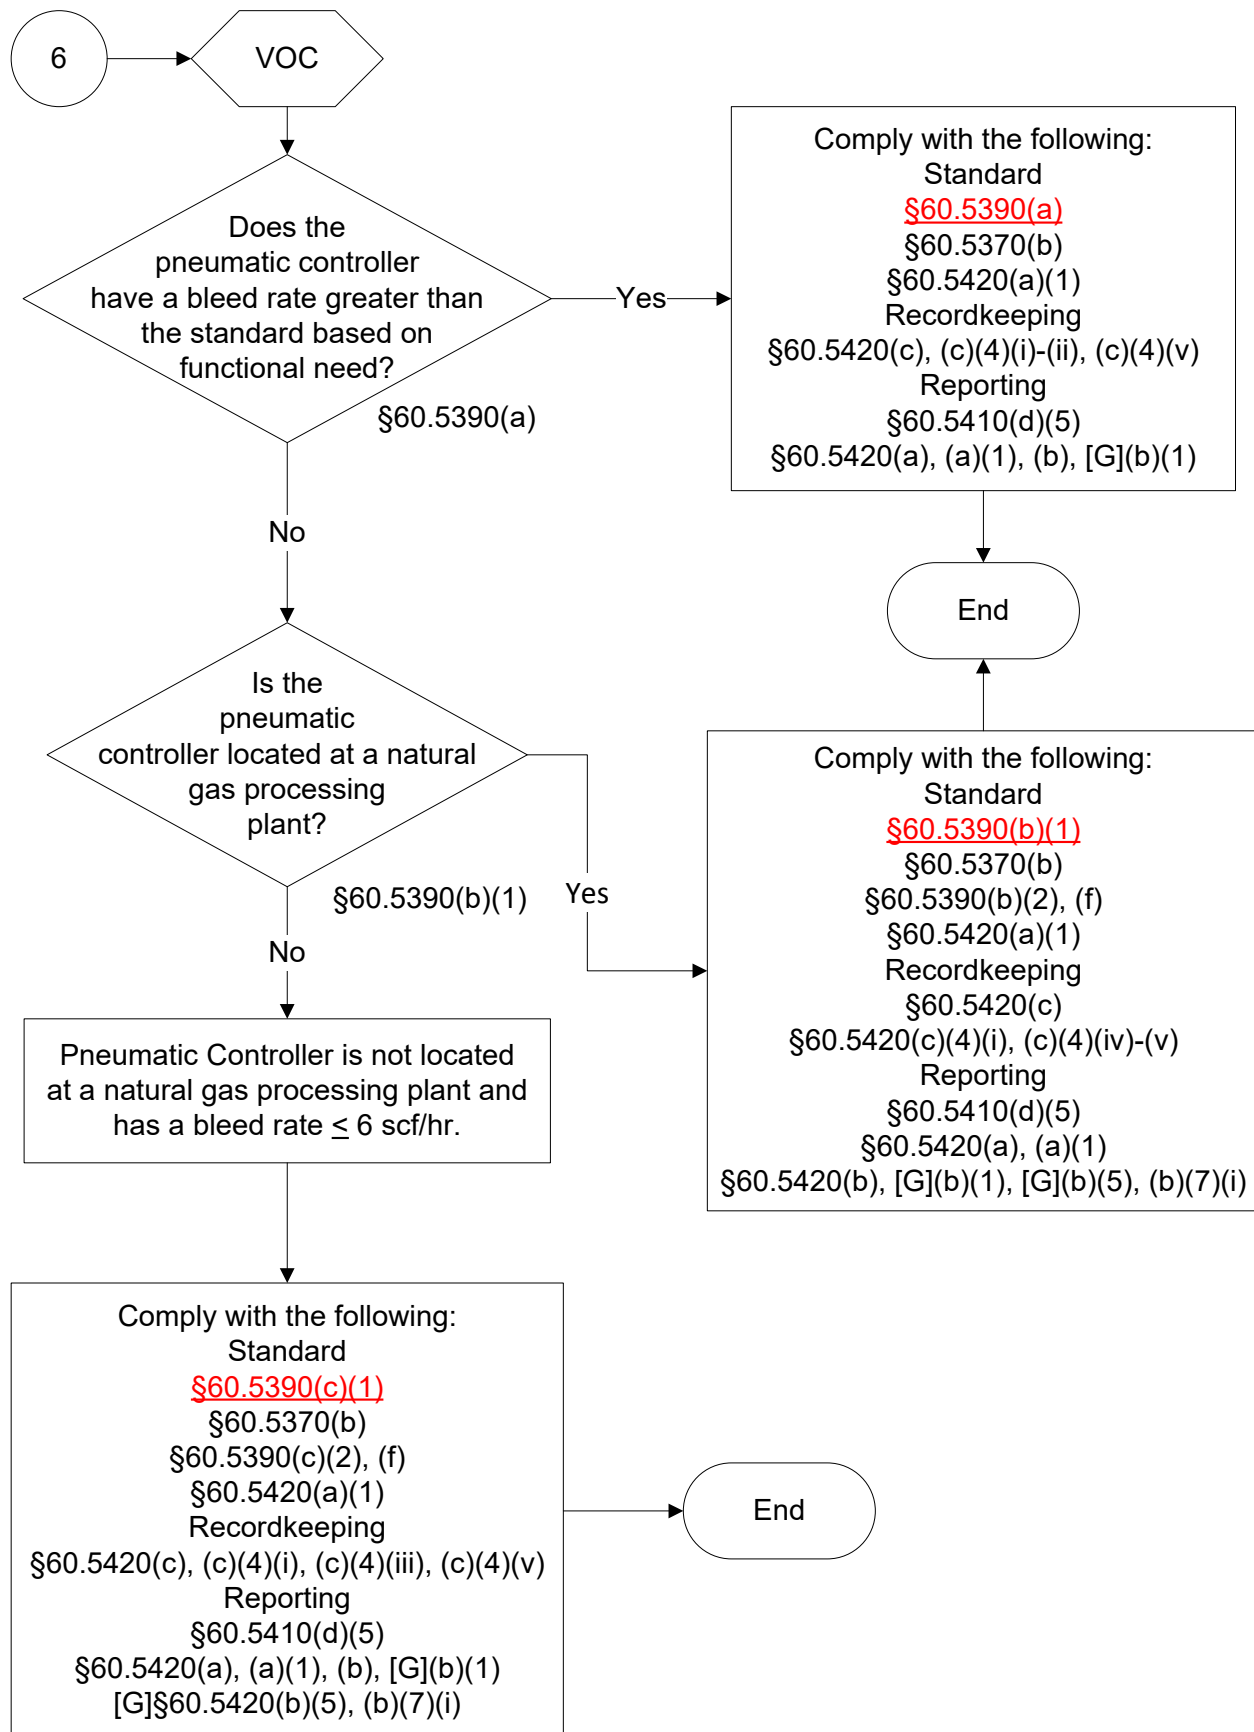 6
VOC
Does the
pneumatic controller
have a bleed rate greater than
the standard based on
functional need?
§60.5390(a)
Yes
Comply with the following:
Standard
§60.5390(a)
§60.5370(b)
§60.5420(a)(1)
Recordkeeping
§60.5420(c), (c)(4)(i)-(ii), (c)(4)(v)
Reporting
§60.5410(d)(5)
§60.5420(a), (a)(1), (b), [G](b)(1)
No
End
Is the
pneumatic
controller located at a natural
gas processing
plant?
§60.5390(b)(1)
Yes
Comply with the following:
Standard
§60.5390(b)(1)
§60.5370(b)
§60.5390(b)(2), (f)
§60.5420(a)(1)
Recordkeeping
§60.5420(c)
§60.5420(c)(4)(i), (c)(4)(iv)-(v)
Reporting
§60.5410(d)(5)
§60.5420(a), (a)(1)
§60.5420(b), [G](b)(1), [G](b)(5), (b)(7)(i)
No
Pneumatic Controller is not located
at a natural gas processing plant and
has a bleed rate ≤ 6 scf/hr.
Comply with the following:
Standard
§60.5390(c)(1)
§60.5370(b)
§60.5390(c)(2), (f)
§60.5420(a)(1)
Recordkeeping
§60.5420(c), (c)(4)(i), (c)(4)(iii), (c)(4)(v)
Reporting
§60.5410(d)(5)
§60.5420(a), (a)(1), (b), [G](b)(1)
[G]§60.5420(b)(5), (b)(7)(i)
End